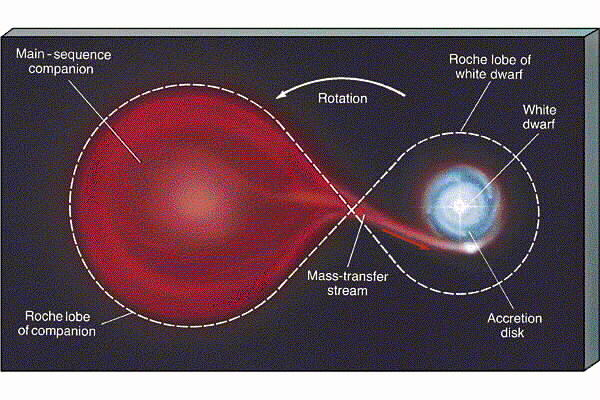 Main-sequence
companion
Roche lobe of
white dwarf
Rotation
White
dwarf
Mass-transfer
stream
Roche lobe
of companion
Accretion
disk